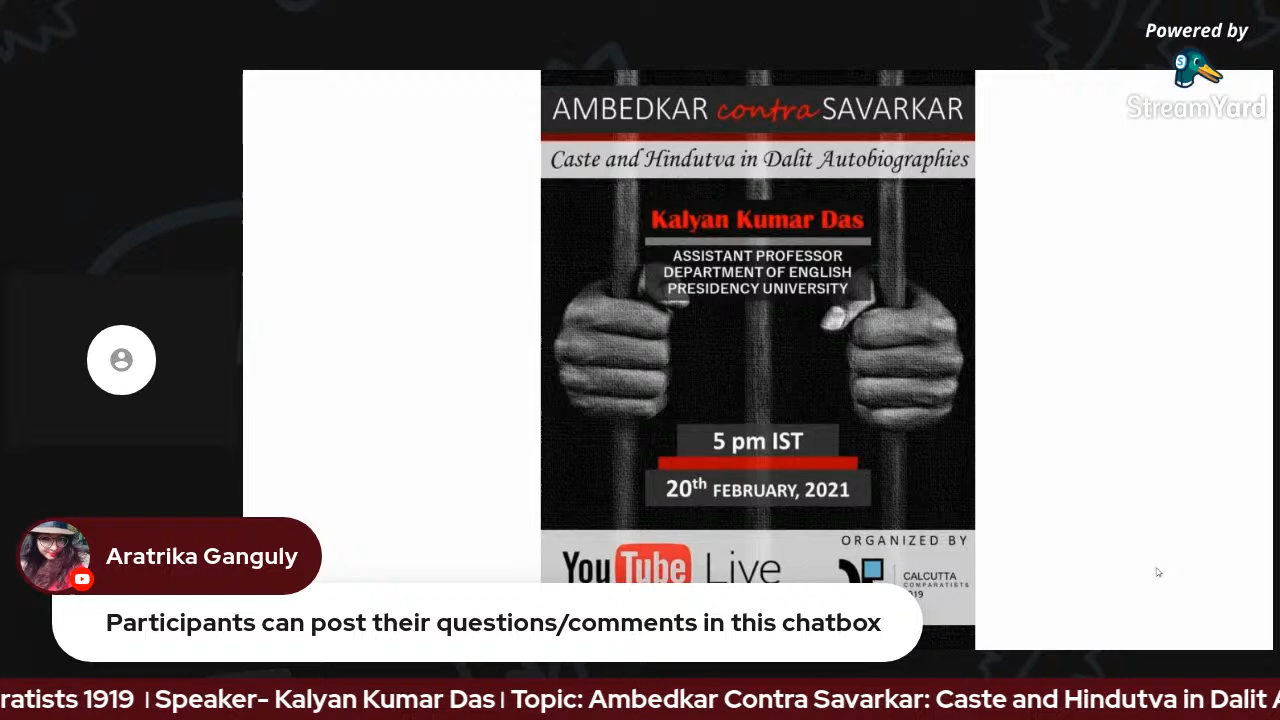 Powered by
StreamYard
AMBEDKAR contra SAVARKAR
Caste and Hindutva in Dalit Autobiographies
Kalyan Kumar Das
ASSISTANT PROFESSOR
DEPARTMENT OF ENGLISH
PRESIDENCY UNIVERSITY
5 pm IST
20th FEBRUARY, 2021
ORGANIZED BY
YouTube Live
CALCUTTA
COMPARATISTS
919
Aratrika Ganguly
Participants can post their questions/comments in this chatbox
ratists 1919 | Speaker- Kalyan Kumar Das | Topic: Ambedkar Contra Savarkar: Caste and Hindutva in Dalit A